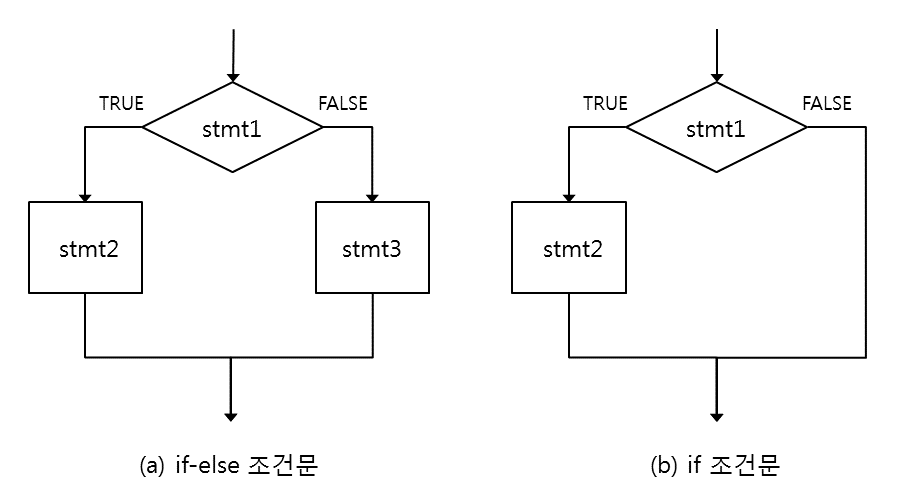 TRUE
FALSE
stmt1
stmt2
stmt3
(a) if-else 조건문
TRUE
FALSE
stmt1
stmt2
(b) if 조건문